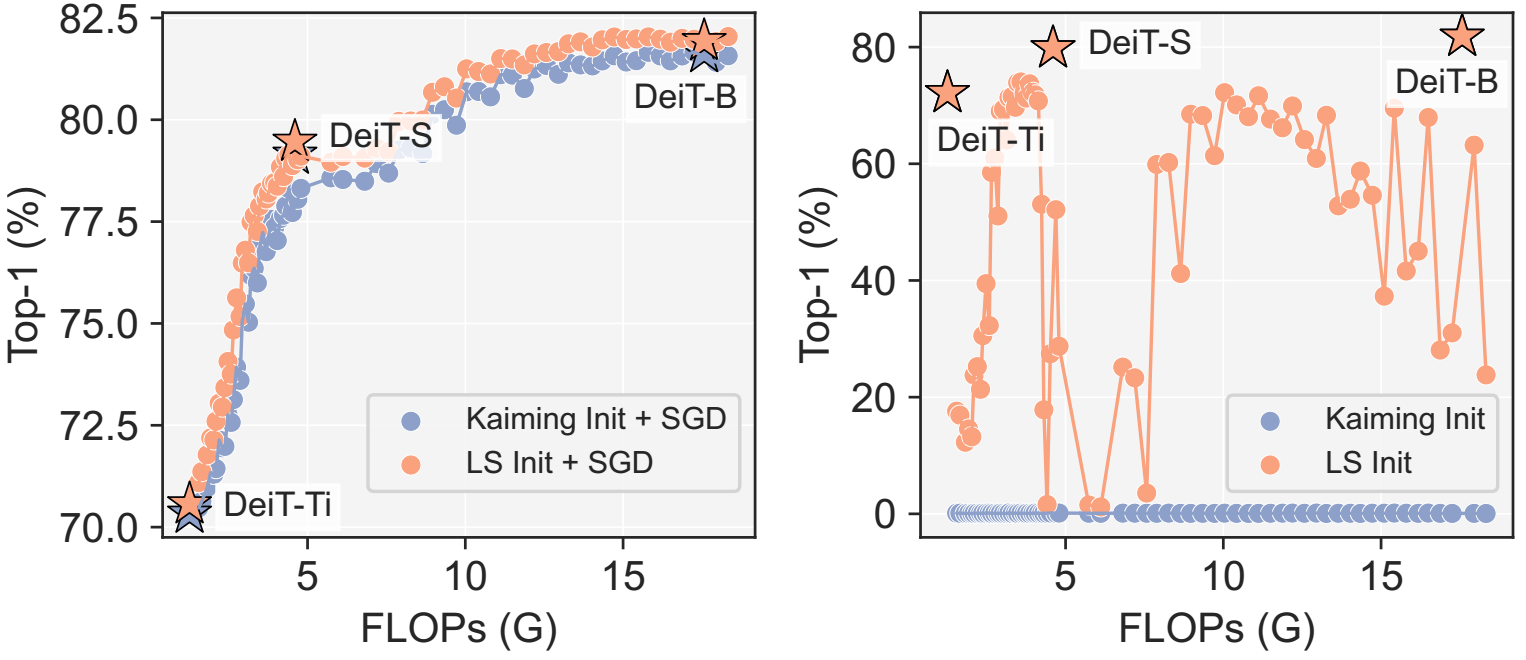 82.5
80.0
77.5
75.0
72.5
70.0
Top-1 (%)
DeiT-B
DeiT-S
DeiT-Ti
Kaiming Init + SGD
LS Init + SGD
5
10
15
FLOPs (G)
80
60
40
20
0
Top-1 (%)
DeiT-S
DeiT-B
DeiT-Ti
Kaiming Init
LS Init
5
10
15
FLOPs (G)